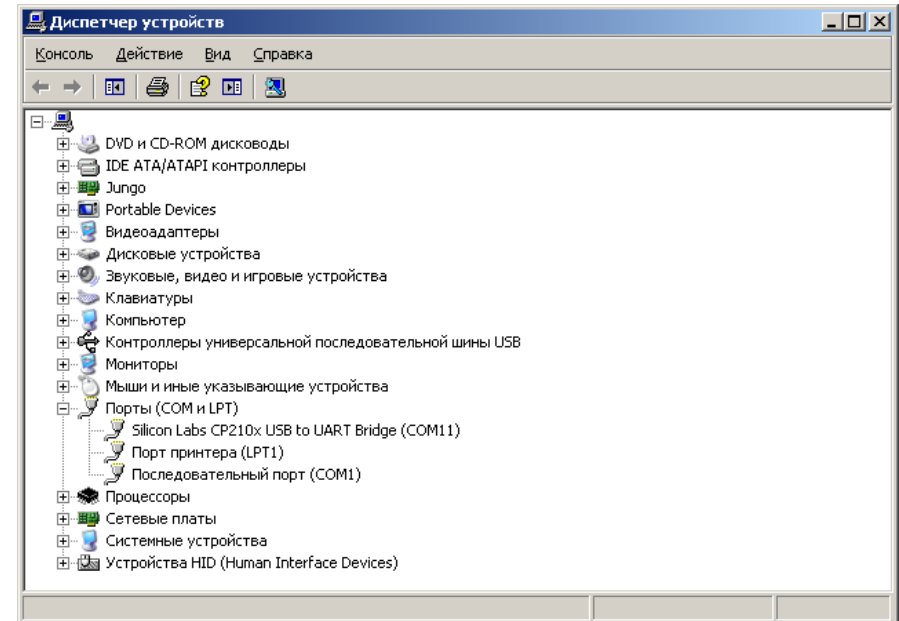 Диспетчер устройств
Консоль Действие Вид Справка
DVD и CD-ROM дисководы
IDE ATA/ATAPI контроллеры
Jungo
Portable Devices
Видеоадаптеры
Дисковые устройства
Звуковые, видео и игровые устройства
Клавиатуры
Компьютер
Контроллеры универсальной последовательной шины USB
Мониторы
Мыши и иные указывающие устройства
Порты (COM и LPT)
Silicon Labs CP210x USB to UART Bridge (COM11)
Порт принтера (LPT1)
Последовательный порт (COM1)
Процессоры
Сетевые платы
Системные устройства
Устройства HID (Human Interface Devices)